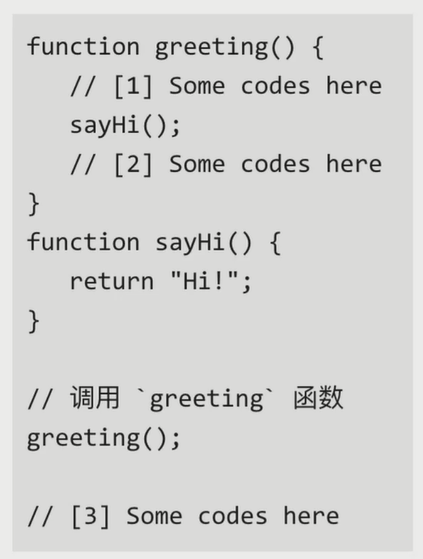 function greeting() {
   // [1] Some codes here
   sayHi();
   // [2] Some codes here
}
function sayHi() {
   return "Hi!";
}

// 调用 `greeting` 函数
greeting();

// [3] Some codes here